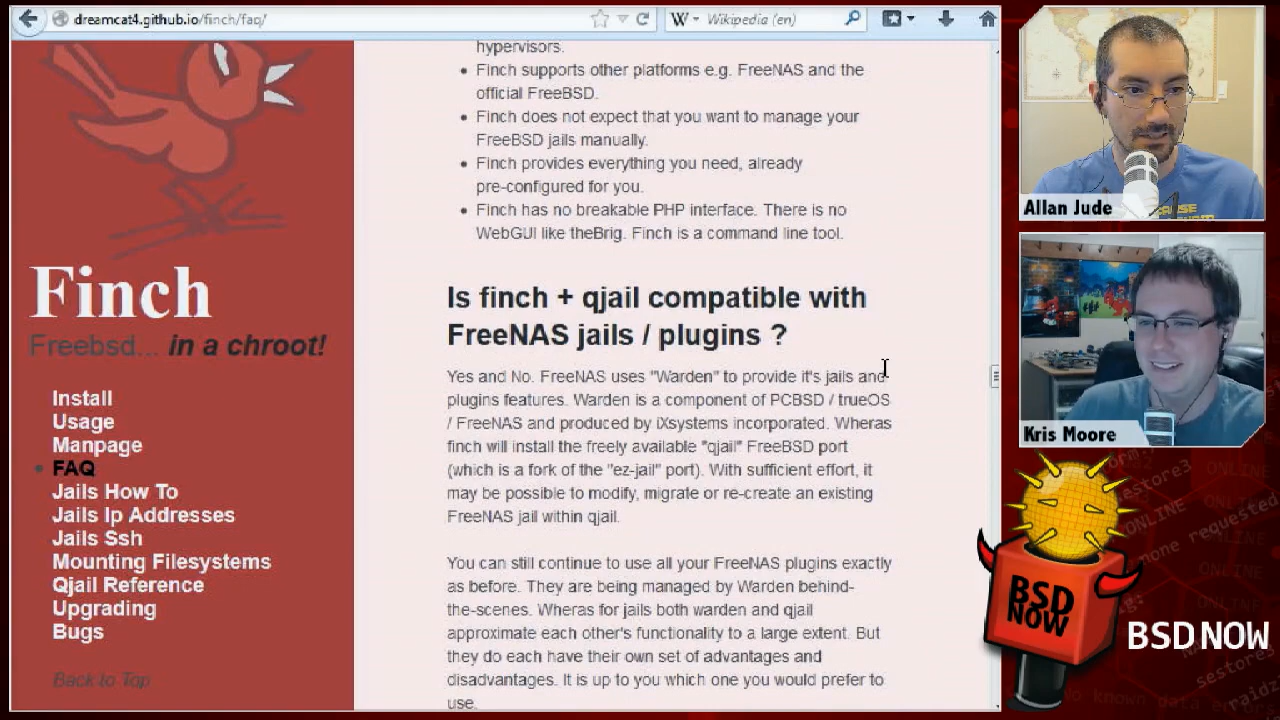 dreamcat4.github.io/finch/faq/
Wikipedia (en)
hypervisors.
Finch supports other platforms e.g. FreeNAS and the
official FreeBSD.
Finch does not expect that you want to manage your
FreeBSD jails manually.
Finch provides everything you need, already
pre-configured for you.
Finch has no breakable PHP interface. There is no
WebGUI like theBrig. Finch is a command line tool.
Is finch + qjail compatible with
FreeNAS jails / plugins ?
Yes and No. FreeNAS uses "Warden" to provide it's jails and
plugins features. Warden is a component of PCBSD / trueOS
/ FreeNAS and produced by iXsystems incorporated. Wheras
finch will install the freely available "qjail" FreeBSD port
(which is a fork of the "ez-jail" port). With sufficient effort, it
may be possible to modify, migrate or re-create an existing
FreeNAS jail within qjail.
You can still continue to use all your FreeNAS plugins exactly
as before. They are being managed by Warden behind-
the-scenes. Wheras for jails both warden and qjail
approximate each other's functionality to a large extent. But
they do each have their own set of advantages and
disadvantages. It is up to you which one you would prefer to
use.
Finch
Freebsd... in a chroot!
Install
Usage
Manpage
FAQ
Jails How To
Jails Ip Addresses
Jails Ssh
Mounting Filesystems
Qjail Reference
Upgrading
Bugs
Back to Top
Allan Jude
Kris Moore
BSD
NOW
BSD NOW